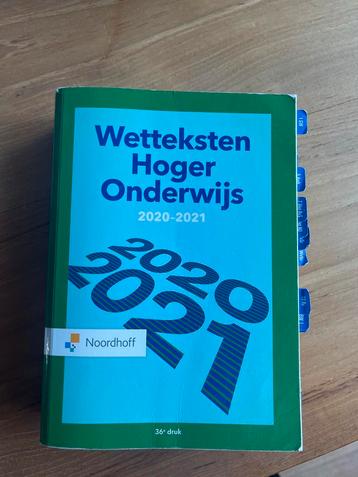 Wetteksten
Hoger
Onderwijs
2020-2021
2020
2021
Noordhoff
36e druk